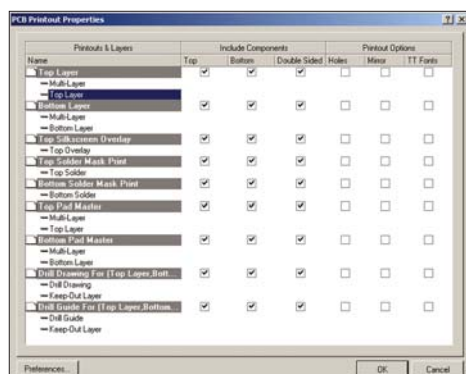 PCB Printout Properties
Printouts & Layers Include Components Printout Options
Name Top Bottom Double Sided Holes Mirror TT Fonts
Top Layer
Multi-Layer
Top Layer
Bottom Layer
Multi-Layer
Bottom Layer
Top Silkscreen Overlay
Top Overlay
Top Solder Mask Print
Top Solder
Bottom Solder Mask Print
Bottom Solder
Top Pad Master
Multi-Layer
Top Layer
Bottom Pad Master
Multi-Layer
Bottom Layer
Drill Drawing For (Top Layer,Bott...
Drill Drawing
Keep-Out Layer
Drill Guide For (Top Layer,Bottom...
Drill Guide
Keep-Out Layer
Preferences... OK Cancel